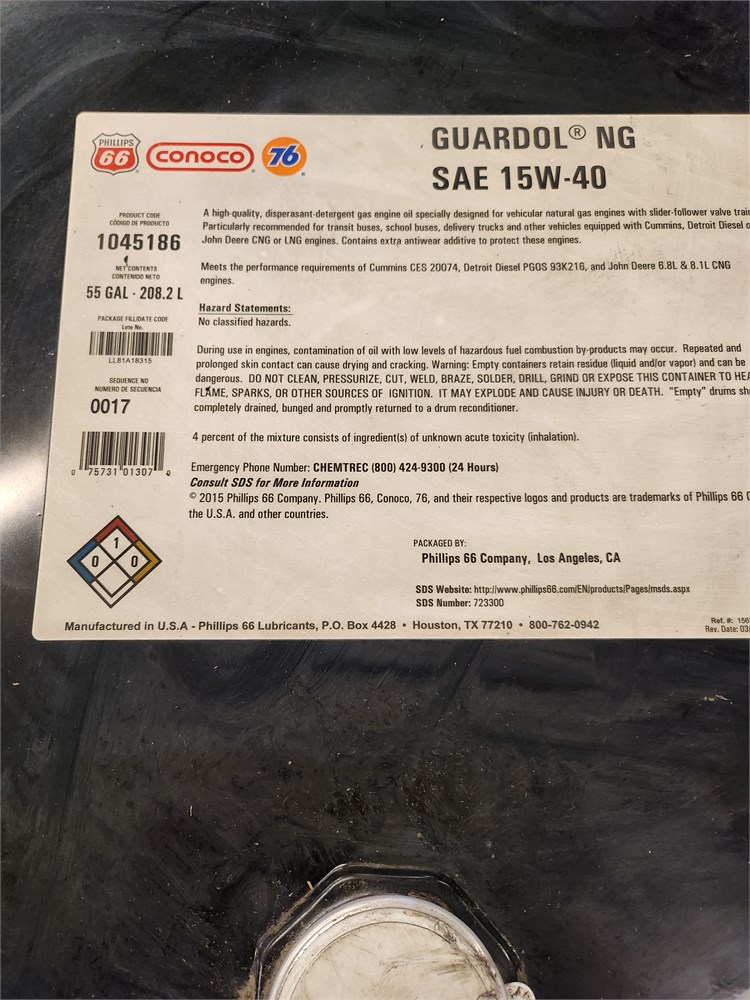 PHILLIPS
66
conoco
76
GUARDOL® NG
SAE 15W-40
PRODUCT CODE
CÓDIGO DE PRODUCTO
1045186
NET CONTENTS
CONTENIDO NETO
55 GAL - 208.2 L
PACKAGE FILL/DATE CODE
Lote No.
LL81A18315
SEQUENCE NO
NUMERO DE SECUENCIA
0017
0 75731 01307 0
A high-quality, disperasant-detergent gas engine oil specially designed for vehicular natural gas engines with slider-follower valve
Particularly recommended for transit buses, school buses, delivery trucks and other vehicles equipped with Cummins, Detroit Diesel
John Deere CNG or LNG engines. Contains extra antiwear additive to protect these engines.
Meets the performance requirements of Cummins CES 20074, Detroit Diesel PGOS 93K216, and John Deere 6.8L & 8.1L CNG
engines.
Hazard Statements:
No classified hazards.
During use in engines, contamination of oil with low levels of hazardous fuel combustion by-products may occur. Repeated and
prolonged skin contact can cause drying and cracking. Warning: Empty containers retain residue (liquid and/or vapor) and can be
dangerous. DO NOT CLEAN, PRESSURIZE, CUT, WELD, BRAZE, SOLDER, DRILL, GRIND OR EXPOSE THIS CONTAINER TO
FLAME, SPARKS, OR OTHER SOURCES OF IGNITION. IT MAY EXPLODE AND CAUSE INJURY OR DEATH. "Empty" drums
completely drained, bunged and promptly returned to a drum reconditioner.
4 percent of the mixture consists of ingredient(s) of unknown acute toxicity (inhalation).
Emergency Phone Number: CHEMTREC (800) 424-9300 (24 Hours)
Consult SDS for More Information
© 2015 Phillips 66 Company. Phillips 66, Conoco, 76, and their respective logos and products are trademarks of Phillips 66
the U.S.A. and other countries.
1
0 0
PACKAGED BY:
Phillips 66 Company, Los Angeles, CA
SDS Website: http://www.phillips66.com/EN/products/Pages/msds.aspx
SDS Number: 723300
Manufactured in U.S.A - Phillips 66 Lubricants, P.O. Box 4428 • Houston, TX 77210 • 800-762-0942
Ref. #:
Rev. Date: